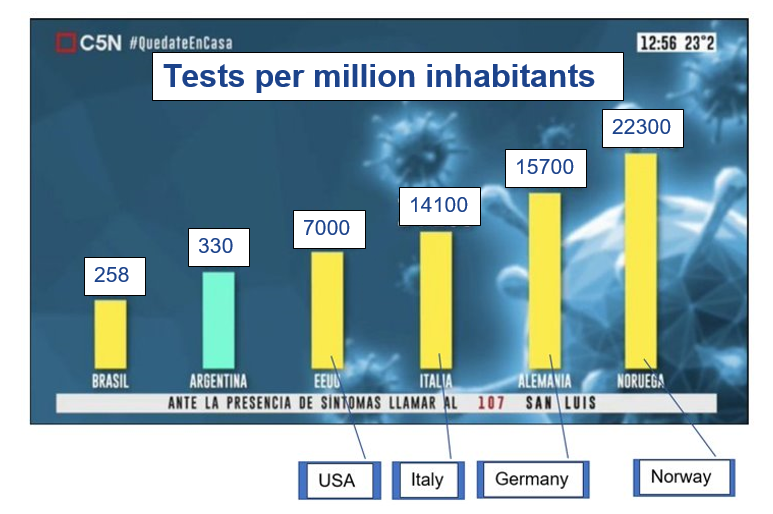 C5N #QuedateEnCasa
12:56 23°2
Tests per million inhabitants
22300
15700
14100
7000
330
258
BRASIL ARGENTINA EEUU ITALIA ALEMANIA NORUEGA
ANTE LA PRESENCIA DE SÍNTOMAS LLAMAR AL 107 SAN LUIS
USA Italy Germany Norway